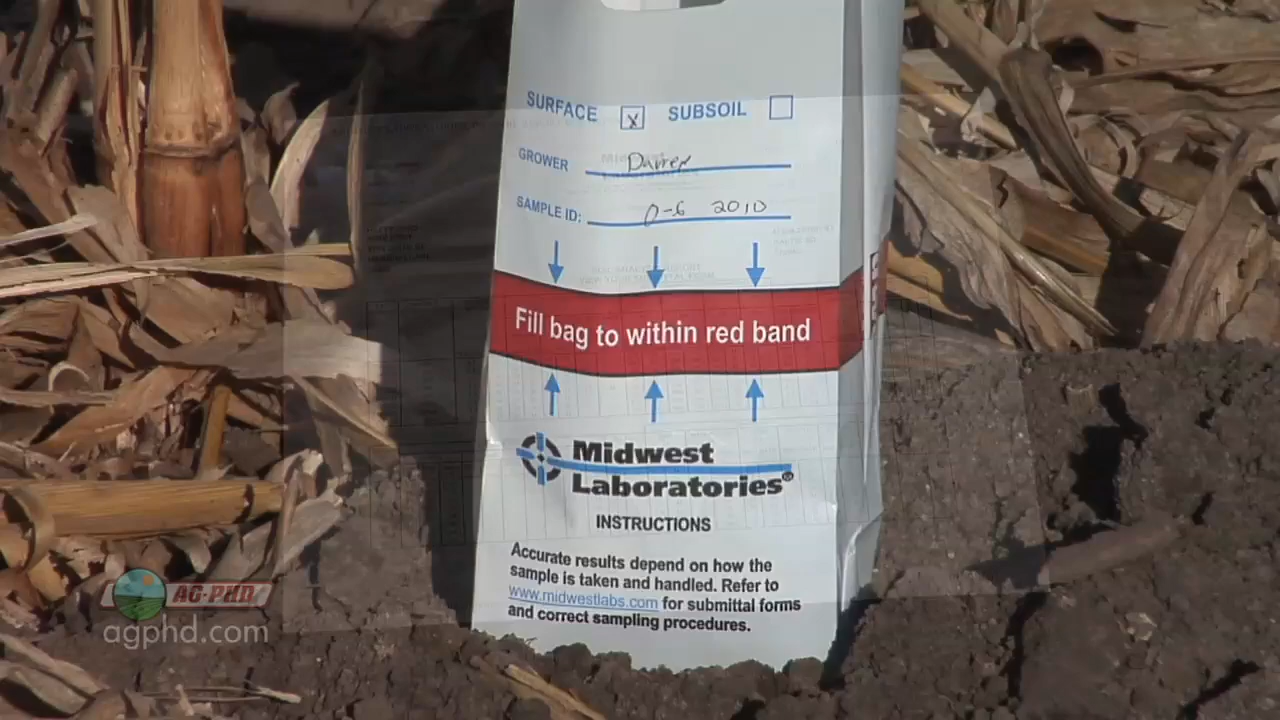 SURFACE x SUBSOIL
GROWER Darren
SAMPLE ID: 0-6 2010
Fill bag to within red band
Midwest
Laboratories®
INSTRUCTIONS
Accurate results depend on how the
sample is taken and handled. Refer to
www.midwestlabs.com for submittal forms
and correct sampling procedures.
AG-PHD
agphd.com